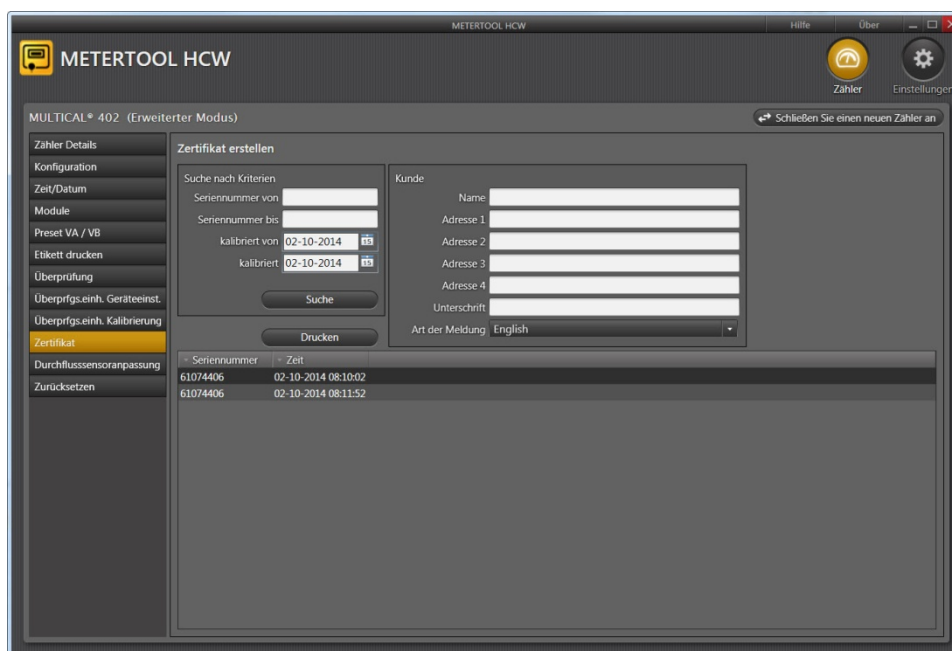 METERTOOL HCW
Hilfe
Über
METERTOOL HCW
Zähler
Einstellungen
MULTICAL® 402 (Erweiterter Modus)
Schließen Sie einen neuen Zähler an
Zähler Details
Konfiguration
Zeit/Datum
Module
Preset VA / VB
Etikett drucken
Überprüfung
Überprfgs.einh. Geräteeinst.
Überprfgs.einh. Kalibrierung
Zertifikat
Durchflusssensoranpassung
Zurücksetzen
Zertifikat erstellen
Suche nach Kriterien
Seriennummer von
Seriennummer bis
kalibriert von 02-10-2014 15
kalibriert 02-10-2014 15
Suche
Drucken
Kunde
Name
Adresse 1
Adresse 2
Adresse 3
Adresse 4
Unterschrift
Art der Meldung English
Seriennummer Zeit
61074406 02-10-2014 08:10:02
61074406 02-10-2014 08:11:52